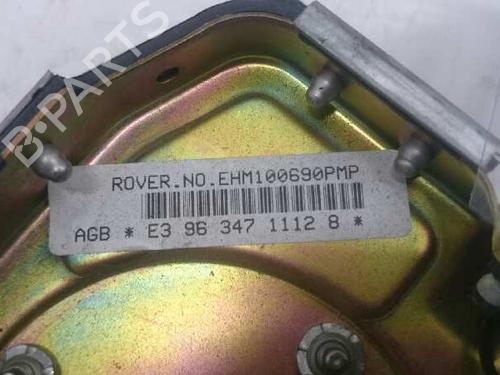 B-PARTS
ROVER.NO.EHM100690PMP
AGB * E3 96 347 1112 8 *